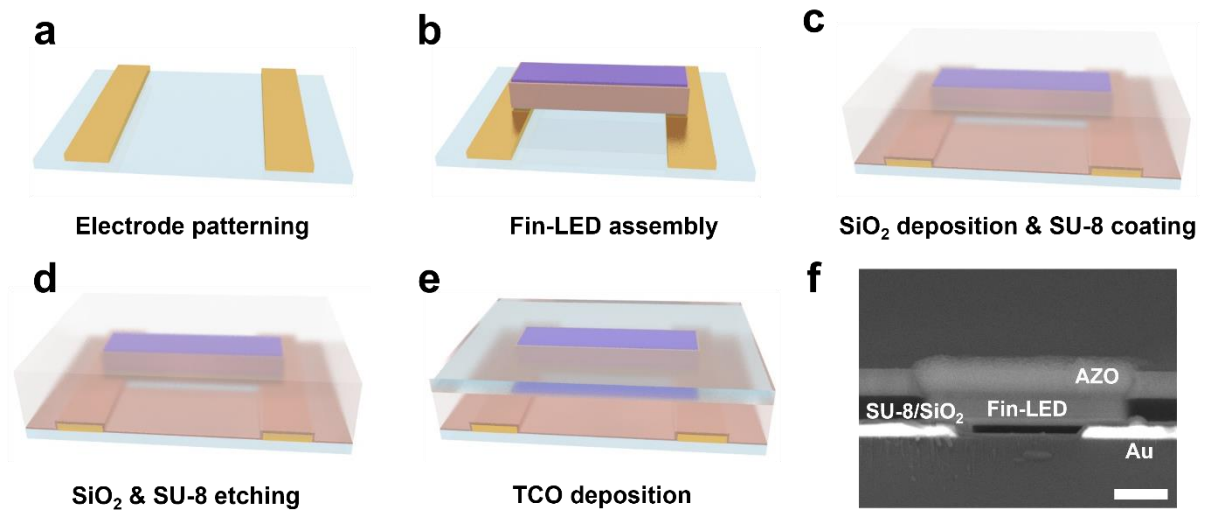 a
b
c
Electrode patterning
Fin-LED assembly
SiO₂ deposition & SU-8 coating
d
e
f
SiO₂ & SU-8 etching
TCO deposition
AZO
SU-8/SiO₂
Fin-LED
Au